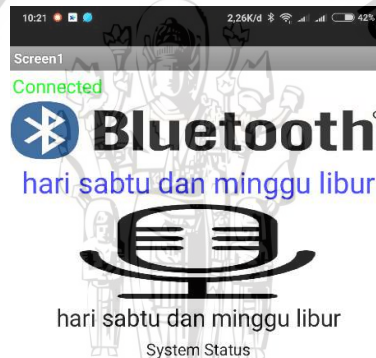 10:21 2,26K/d 42%
Screen1
Connected
Bluetooth
hari sabtu dan minggu libur
hari sabtu dan minggu libur
System Status